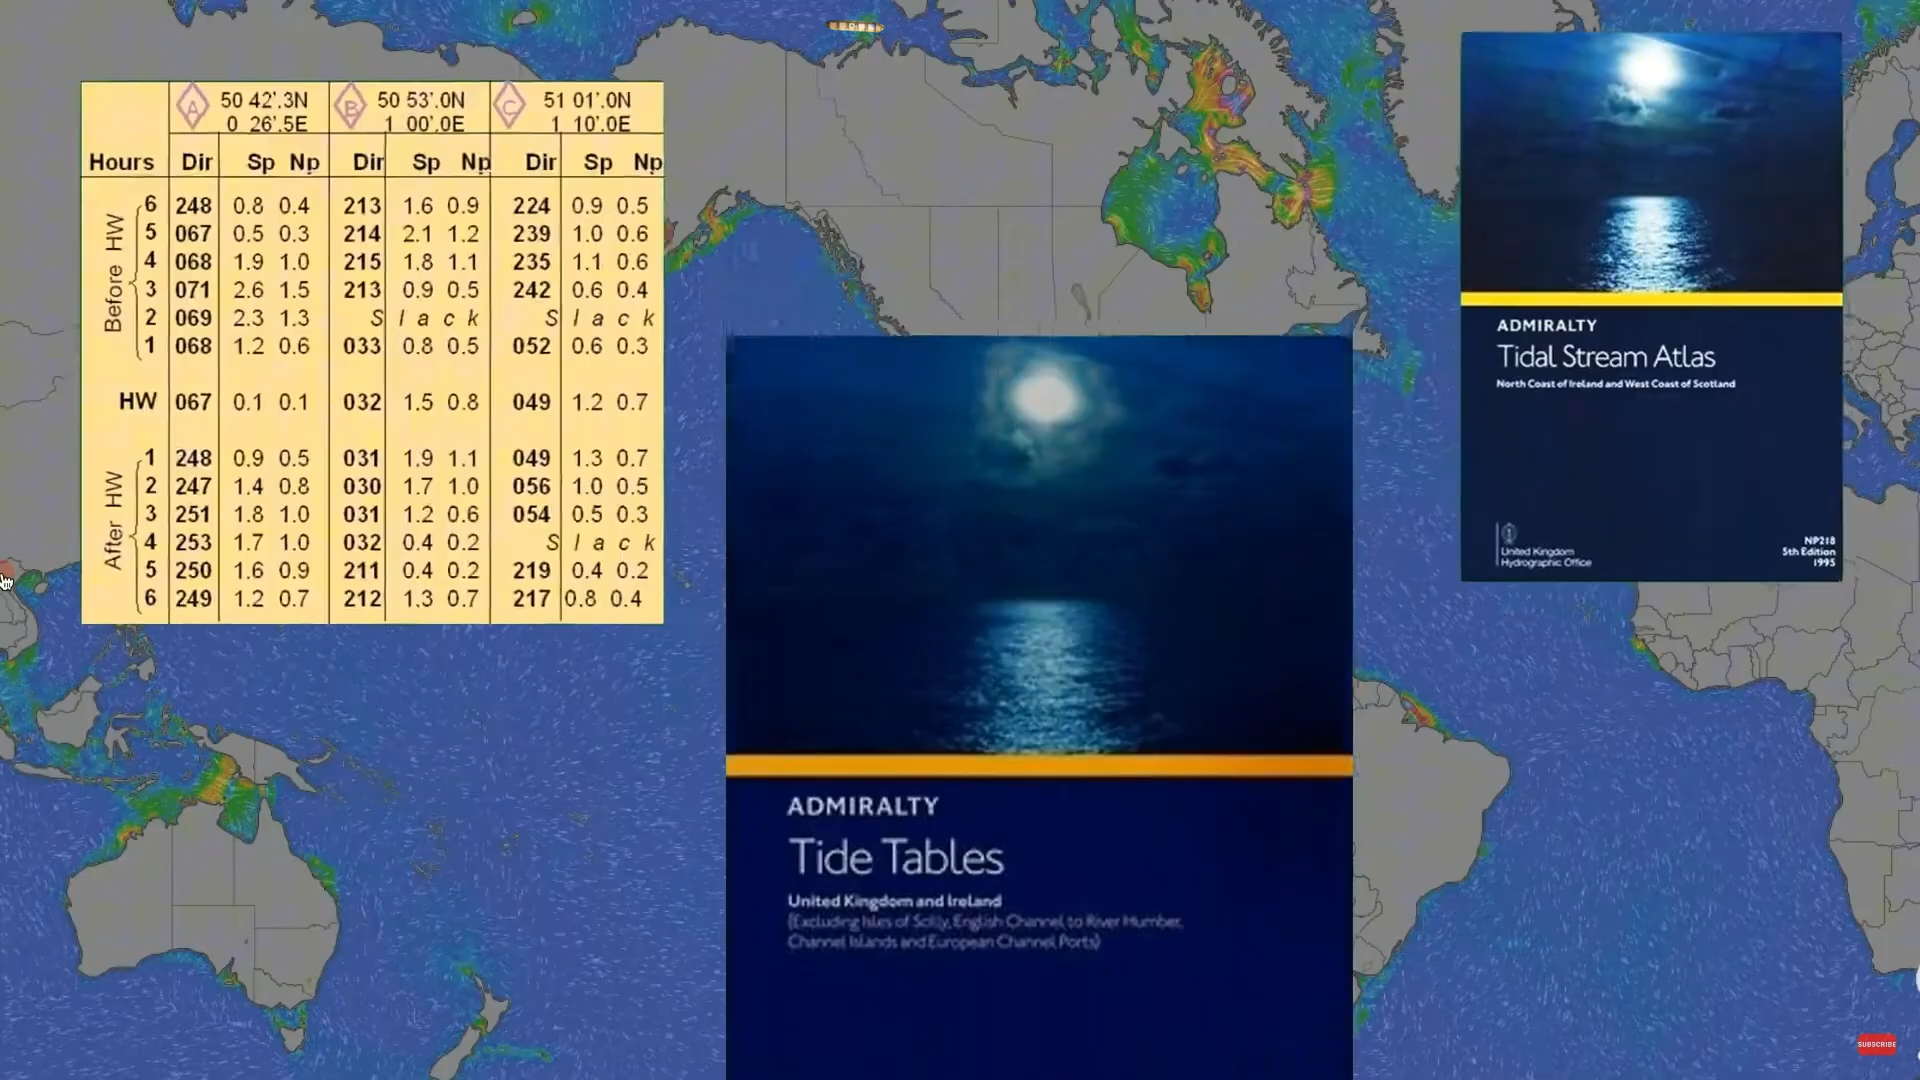 A 50 42'.3N B 50 53'.0N C 51 01'.0N
0 26'.5E 1 00'.0E 1 10'.0E
Hours Dir Sp Np Dir Sp Np Dir Sp Np
Before HW
6 248 0.8 0.4 213 1.6 0.9 224 0.9 0.5
5 067 0.5 0.3 214 2.1 1.2 239 1.0 0.6
4 068 1.9 1.0 215 1.8 1.1 235 1.1 0.6
3 071 2.6 1.5 213 0.9 0.5 242 0.6 0.4
2 069 2.3 1.3 Slack Slack
1 068 1.2 0.6 033 0.8 0.5 052 0.6 0.3
HW 067 0.1 0.1 032 1.5 0.8 049 1.2 0.7
After HW
1 248 0.9 0.5 031 1.9 1.1 049 1.3 0.7
2 247 1.4 0.8 030 1.7 1.0 056 1.0 0.5
3 251 1.8 1.0 031 1.2 0.6 054 0.5 0.3
4 253 1.7 1.0 032 0.4 0.2 Slack
5 250 1.6 0.9 211 0.4 0.2 219 0.4 0.2
6 249 1.2 0.7 212 1.3 0.7 217 0.8 0.4
ADMIRALTY
Tide Tables
United Kingdom and Ireland
(Excluding Isles of Scilly, English Channel to River Humber,
Channel Islands and European Channel Ports)
ADMIRALTY
Tidal Stream Atlas
North Coast of Ireland and West Coast of Scotland
United Kingdom
Hydrographic Office
NP218
5th Edition
1995
SUBSCRIBE